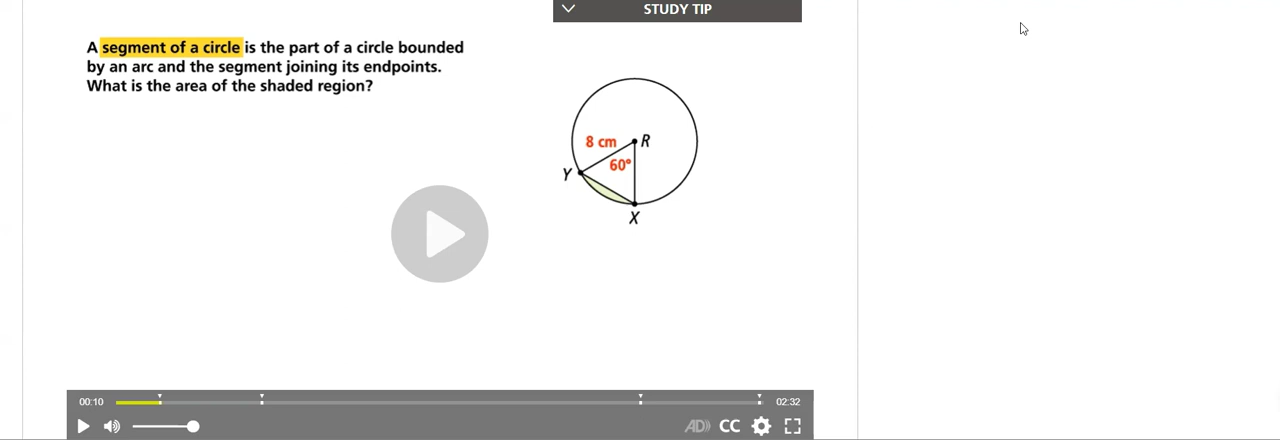 STUDY TIP
A segment of a circle is the part of a circle bounded
by an arc and the segment joining its endpoints.
What is the area of the shaded region?
8 cm
R
60°
Y
X
00:10
02:32
AD
CC